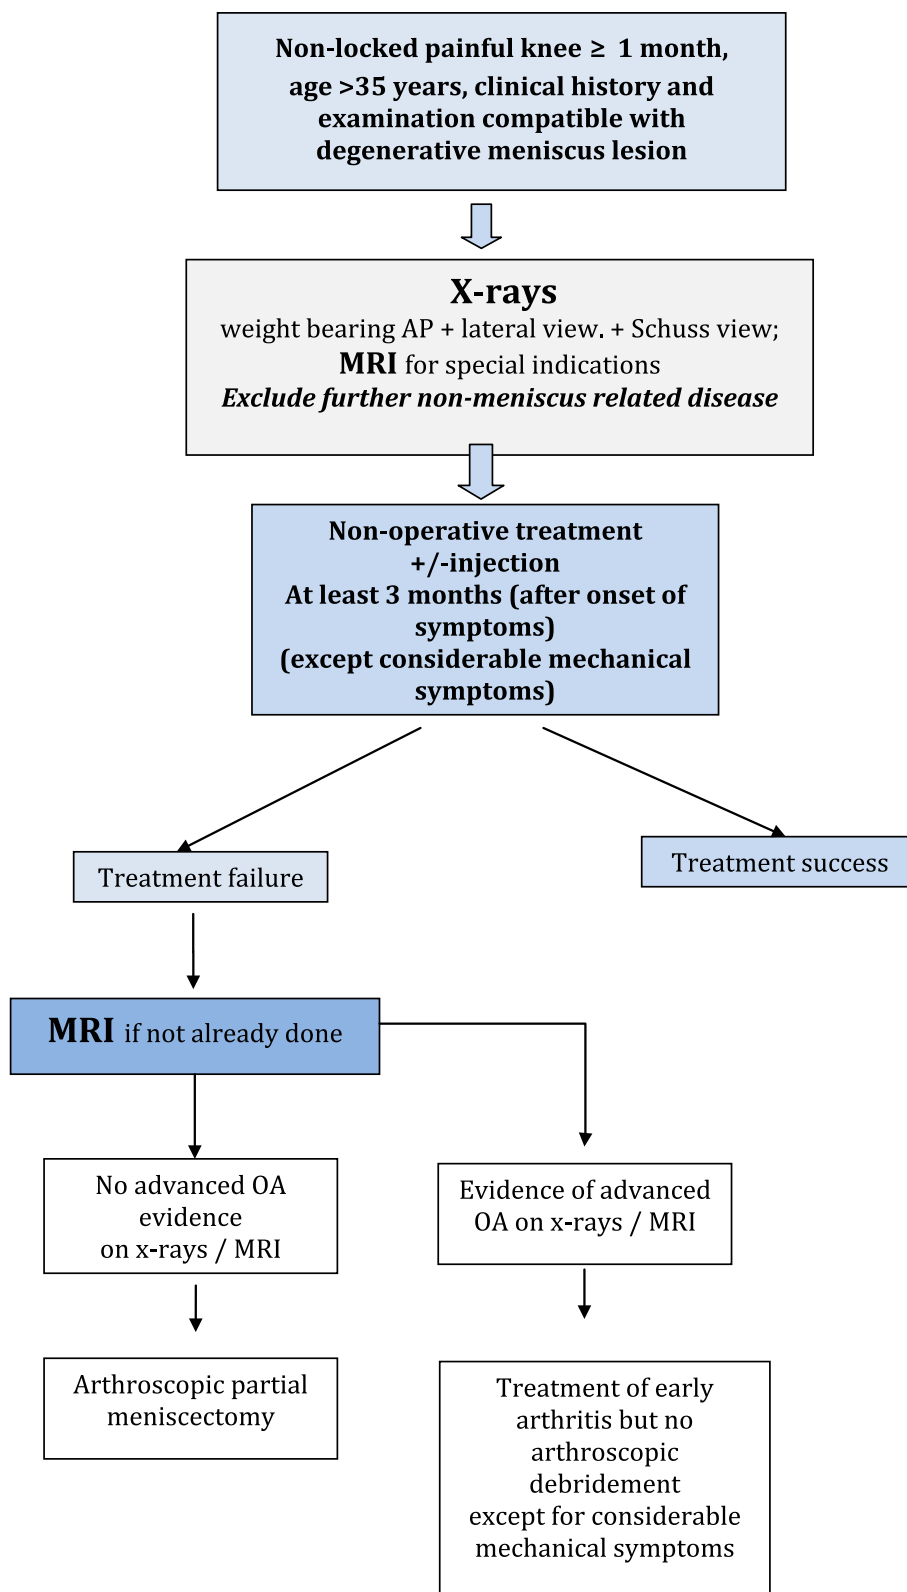 Non-locked painful knee ≥ 1 month,
age >35 years, clinical history and
examination compatible with
degenerative meniscus lesion
X-rays
weight bearing AP + lateral view. + Schuss view;
MRI for special indications
Exclude further non-meniscus related disease
Non-operative treatment
+/-injection
At least 3 months (after onset of
symptoms)
(except considerable mechanical
symptoms)
Treatment failure
Treatment success
MRI if not already done
No advanced OA
evidence
on x-rays / MRI
Evidence of advanced
OA on x-rays / MRI
Arthroscopic partial
meniscectomy
Treatment of early
arthritis but no
arthroscopic
debridement
except for considerable
mechanical symptoms